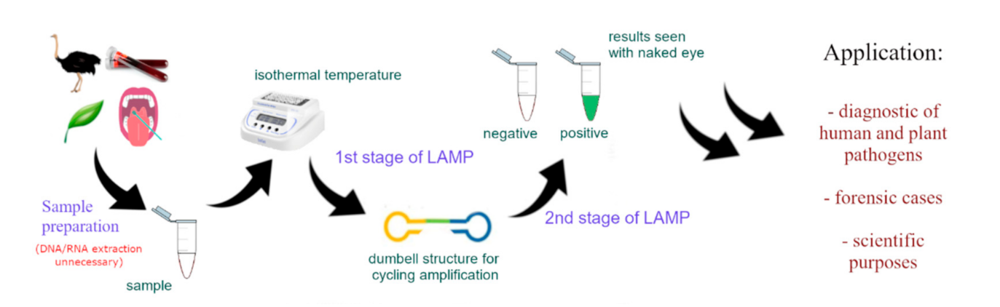 Sample
preparation
(DNA/RNA extraction
unnecessary)
sample
isothermal temperature
1st stage of LAMP
dumbell structure for
cycling amplification
2nd stage of LAMP
negative
positive
results seen
with naked eye
Application:
- diagnostic of
human and plant
pathogens
- forensic cases
- scientific
purposes